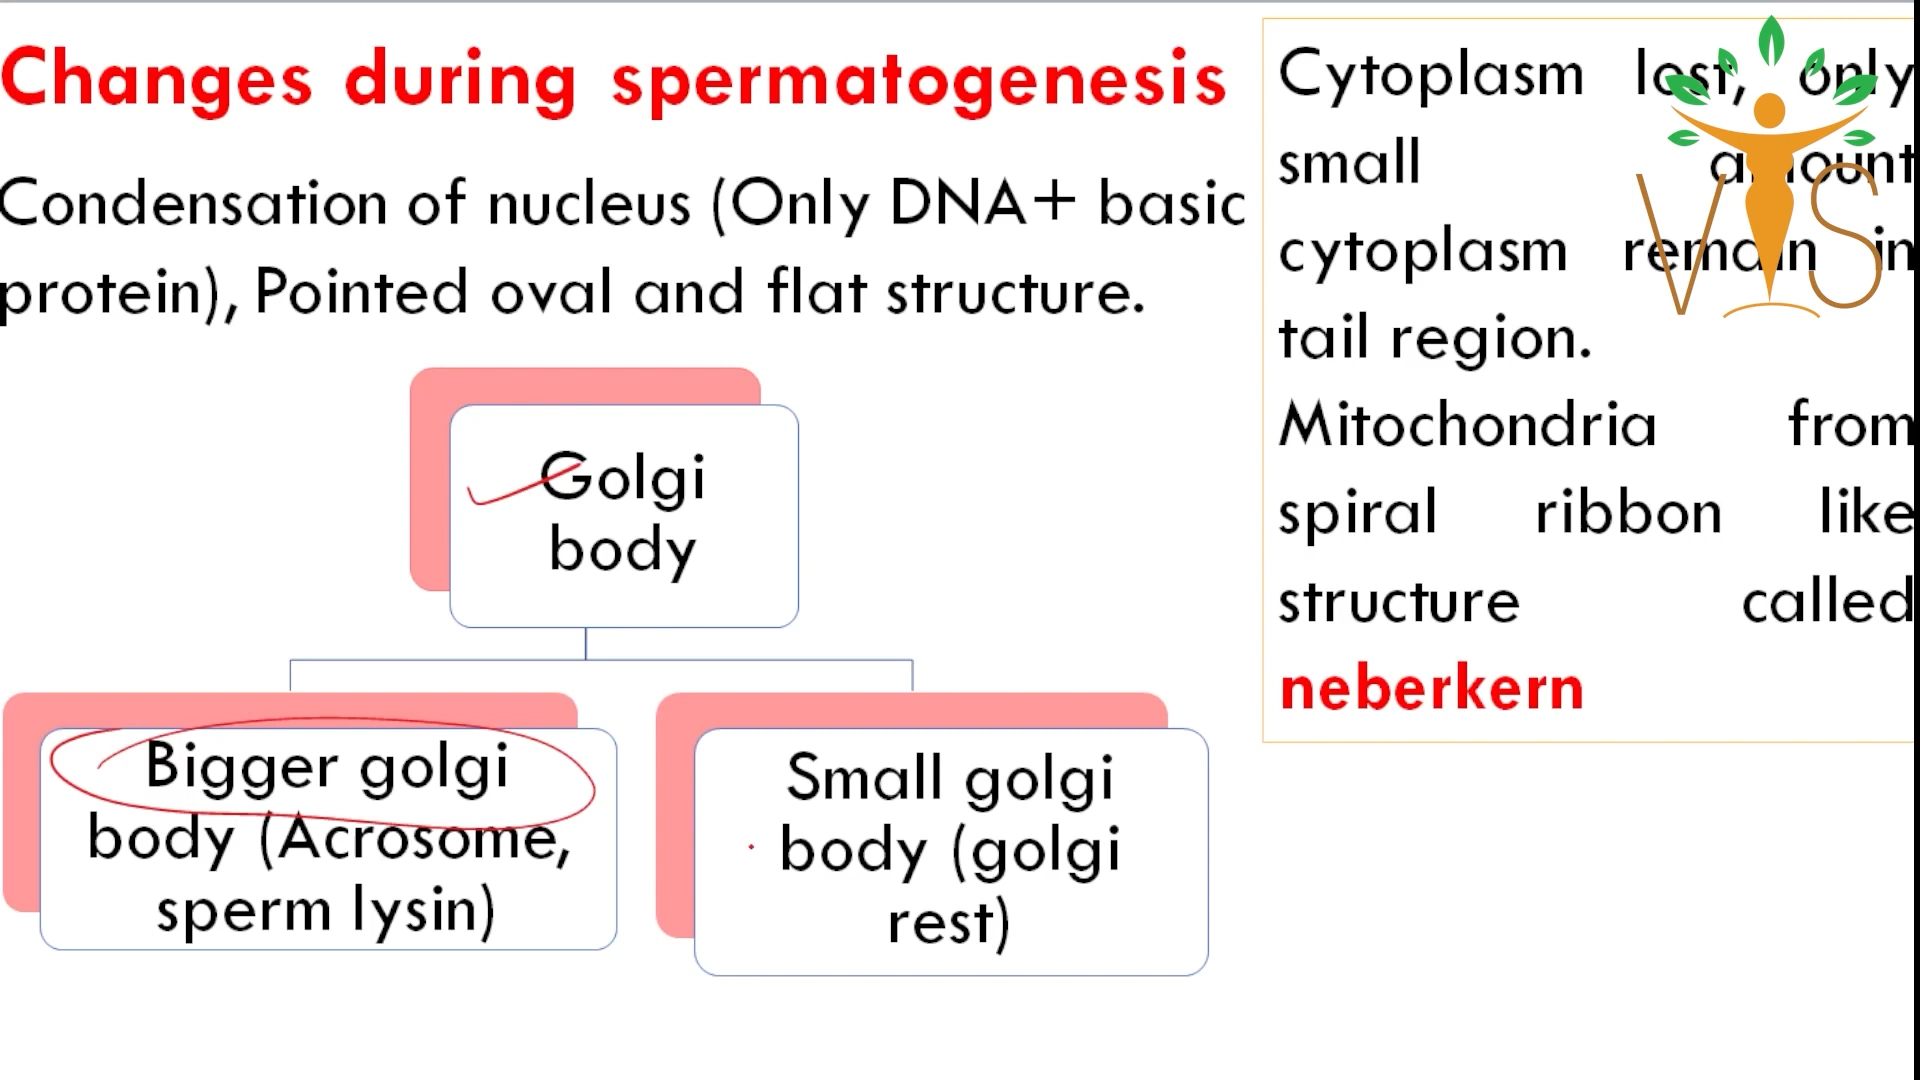 Changes during spermatogenesis
Condensation of nucleus (Only DNA+ basic
protein), Pointed oval and flat structure.
Golgi
body
Bigger golgi
body (Acrosome,
sperm lysin)
Small golgi
body (golgi
rest)
Cytoplasm lost, only
small amount
cytoplasm remain in
tail region.
Mitochondria from
spiral ribbon like
structure called
neberkern
VS